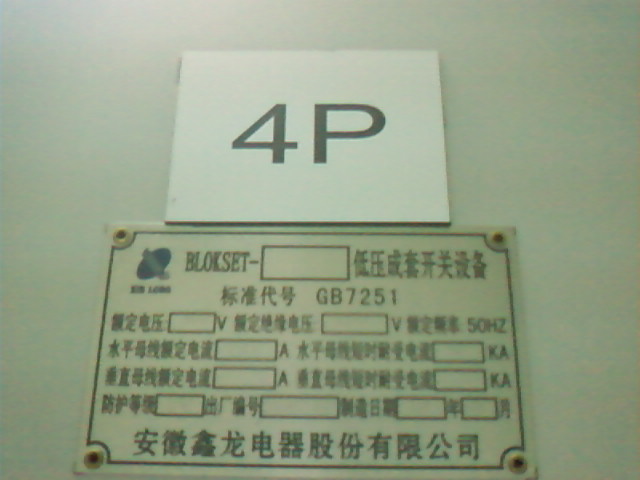 4P
BLOKSET- 低压成套开关设备
XIN LONG
标准代号 GB7251
额定电压 V 额定绝缘电压 V 额定频率 50HZ
水平母线额定电流 A 水平母线短时耐受电流 KA
垂直母线额定电流 A 垂直母线短时耐受电流 KA
防护等级 出厂编号 制造日期 年 月
安徽鑫龙电器股份有限公司